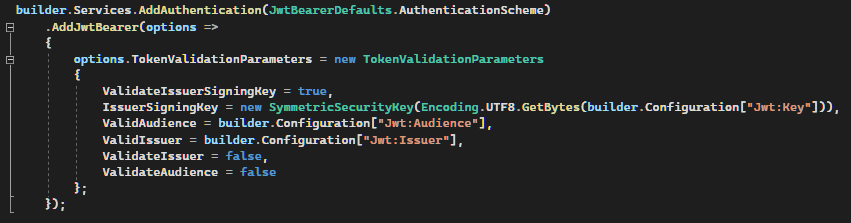 builder.Services.AddAuthentication(JwtBearerDefaults.AuthenticationScheme)
.AddJwtBearer(options =>
{
options.TokenValidationParameters = new TokenValidationParameters
{
ValidateIssuerSigningKey = true,
IssuerSigningKey = new SymmetricSecurityKey(Encoding.UTF8.GetBytes(builder.Configuration["Jwt:Key"])),
ValidAudience = builder.Configuration["Jwt:Audience"],
ValidIssuer = builder.Configuration["Jwt:Issuer"],
ValidateIssuer = false,
ValidateAudience = false
};
});